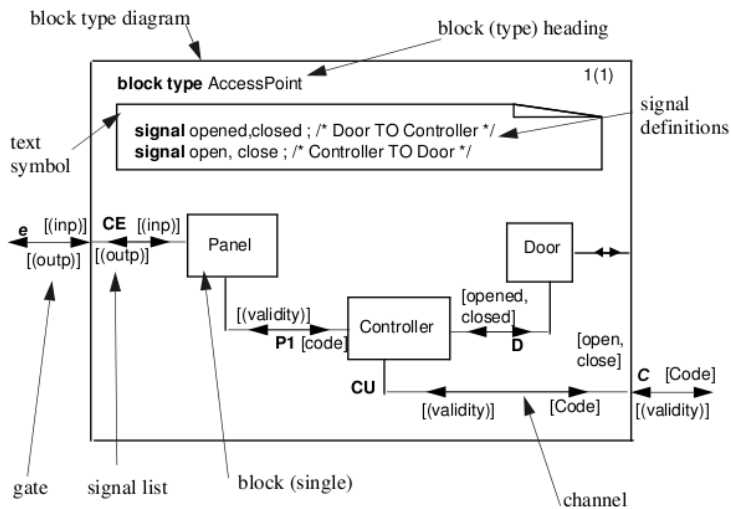 block type diagram
block (type) heading
block type AccessPoint
1(1)
signal
definitions
text
symbol
signal opened,closed ; /* Door TO Controller */
signal open, close ; /* Controller TO Door */
e
[(inp)
CE
[(inp)]
[(outp)]
[(outp)]
Panel
Door
[(validity)]
P1 [code]
Controller
[opened,
closed]
D
[open,
close]
CU
[(validity)]
[Code]
C [Code]
[(validity)]
gate
signal list
block (single)
channel